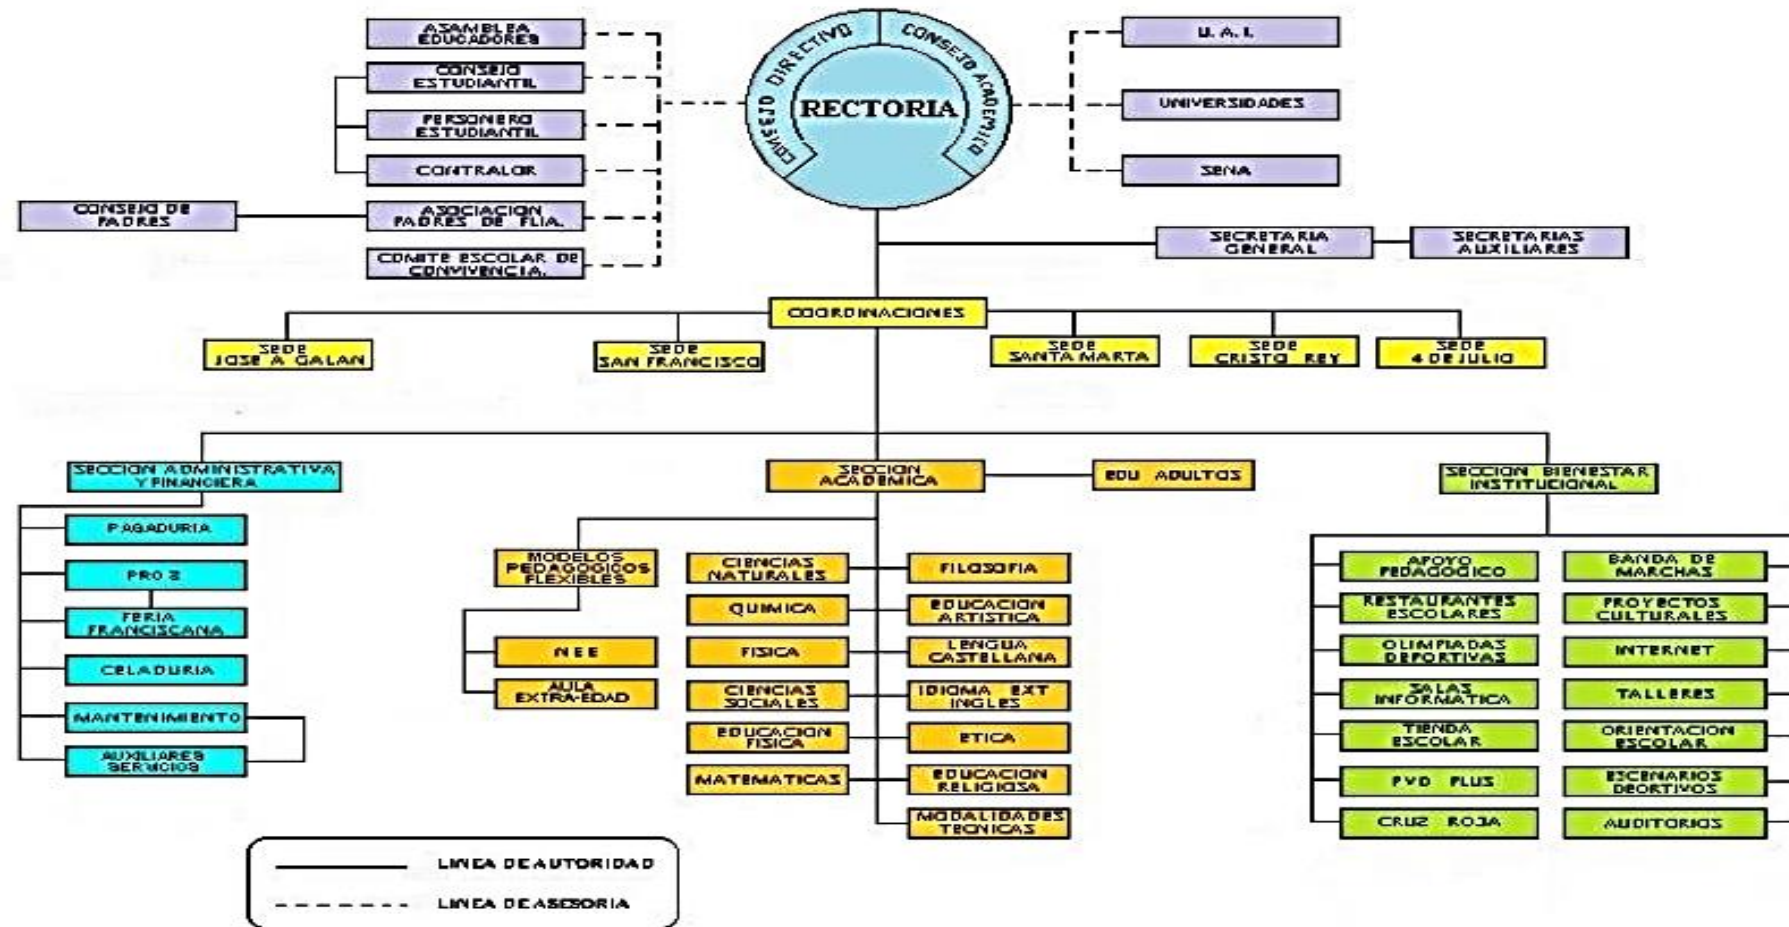 ASAMBLEA
EDUCADORES
CONSEJO
ESTUDIANTIL
PERSONERO
ESTUDIANTIL
CONTRALOR
CONSEJO DE
PADRES
ASOCIACION
PADRES DE FLIA.
COMITE ESCOLAR DE
CONVIVENCIA.
CONSEJO DIRECTIVO
CONSEJO ACADEMICO
RECTORIA
U. A. I.
UNIVERSIDADES
SENA
SECRETARIA
GENERAL
SECRETARIAS
AUXILIARES
COORDINACIONES
SEDE
JOSE A GALAN
SEDE
SAN FRANCISCO
SEDE
SANTA MARTA
SEDE
CRISTO REY
SEDE
4 DE JULIO
SECCION ADMINISTRATIVA
Y FINANCIERA
PAGADURIA
FERIA
FRANCISCANA
CELADURIA
MANTENIMIENTO
AUXILIARES
SERVICIOS
SECCION
ACADEMICA
EDU ADULTOS
MODELOS
PEDAGOGICOS
FLEXIBLES
N E E
AULA
EXTRA-EDAD
CIENCIAS
NATURALES
QUIMICA
FISICA
CIENCIAS
SOCIALES
EDUCACION
FISICA
MATEMATICAS
FILOSOFIA
EDUCACION
ARTISTICA
LENGUA
CASTELLANA
IDIOMA EXT
INGLES
ETICA
EDUCACION
RELIGIOSA
MODALIDADES
TECNICAS
SECCION BIENESTAR
INSTITUCIONAL
APOYO
PEDAGOGICO
RESTAURANTES
ESCOLARES
OLIMPIADAS
DEPORTIVAS
SALAS
INFORMATICA
TIENDA
ESCOLAR
PVD PLUS
CRUZ ROJA
BANDA DE
MARCHAS
PROYECTOS
CULTURALES
INTERNET
TALLERES
ORIENTACION
ESCOLAR
ESCENARIOS
DEORTIVOS
AUDITORIOS
LINEA DE AUTORIDAD
LINEA DE ASESORIA